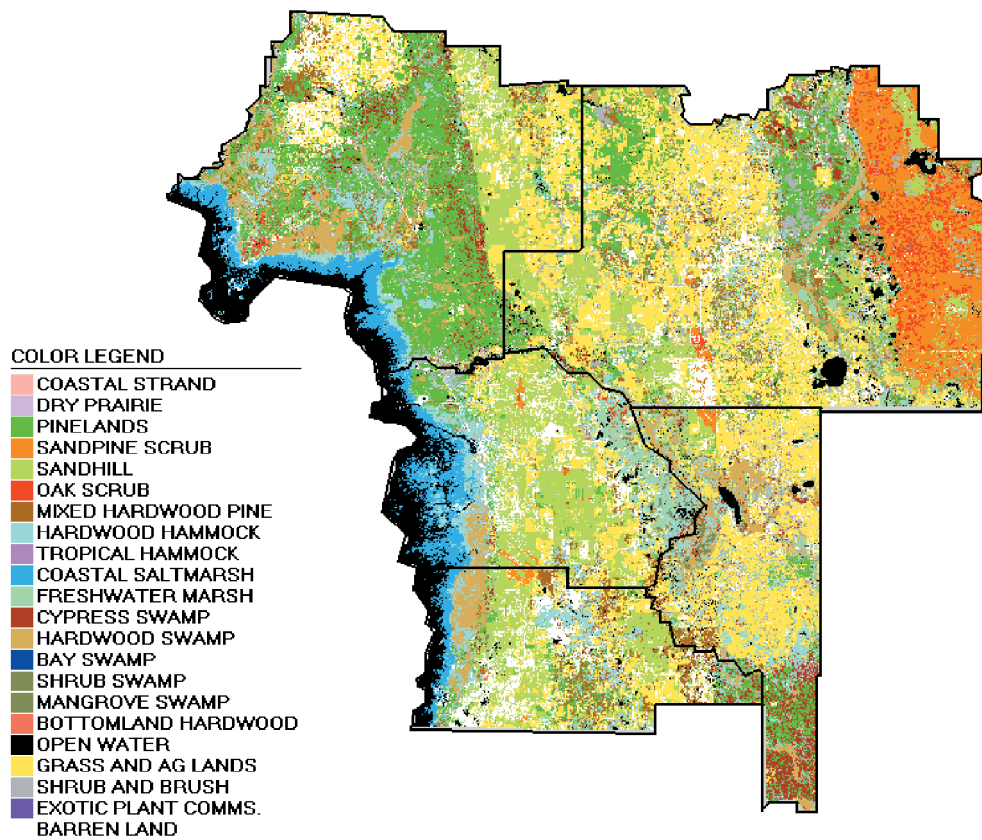 COLOR LEGEND
COASTAL STRAND
DRY PRAIRIE
PINELANDS
SANDPINE SCRUB
SANDHILL
OAK SCRUB
MIXED HARDWOOD PINE
HARDWOOD HAMMOCK
TROPICAL HAMMOCK
COASTAL SALTMARSH
FRESHWATER MARSH
CYPRESS SWAMP
HARDWOOD SWAMP
BAY SWAMP
SHRUB SWAMP
MANGROVE SWAMP
BOTTOMLAND HARDWOOD
OPEN WATER
GRASS AND AG LANDS
SHRUB AND BRUSH
EXOTIC PLANT COMMS.
BARREN LAND